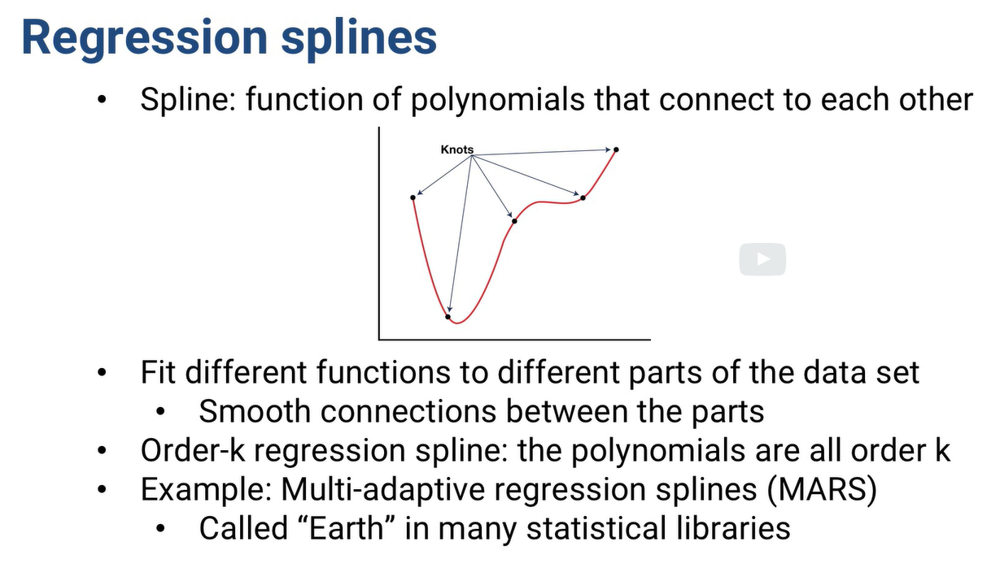 Regression splines
• Spline: function of polynomials that connect to each other
Knots
• Fit different functions to different parts of the data set
• Smooth connections between the parts
• Order-k regression spline: the polynomials are all order k
• Example: Multi-adaptive regression splines (MARS)
• Called “Earth” in many statistical libraries